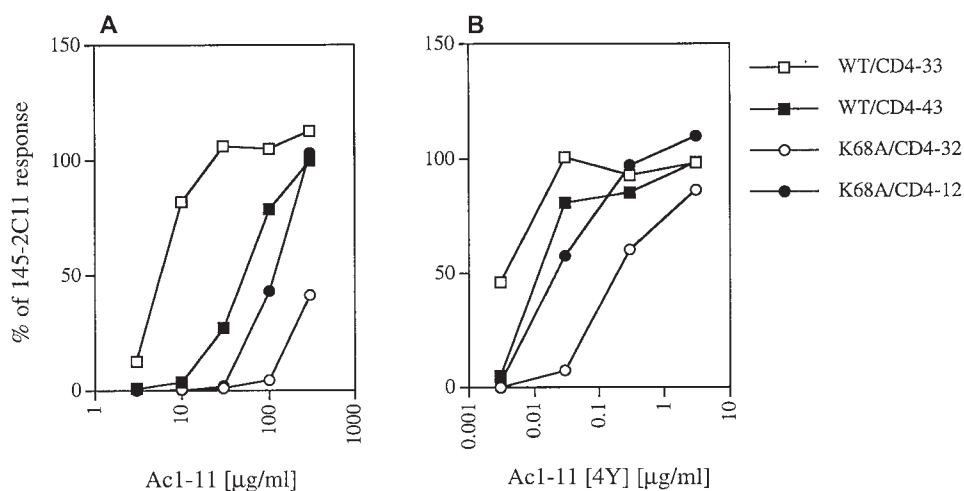 A
B
% of 145-2C11 response
150
100
50
0
1
10
100
1000
Ac1-11 [µg/ml]
150
100
50
0
0.001
0.01
0.1
1
10
Ac1-11 [4Y] [µg/ml]
WT/CD4-33
WT/CD4-43
K68A/CD4-32
K68A/CD4-12